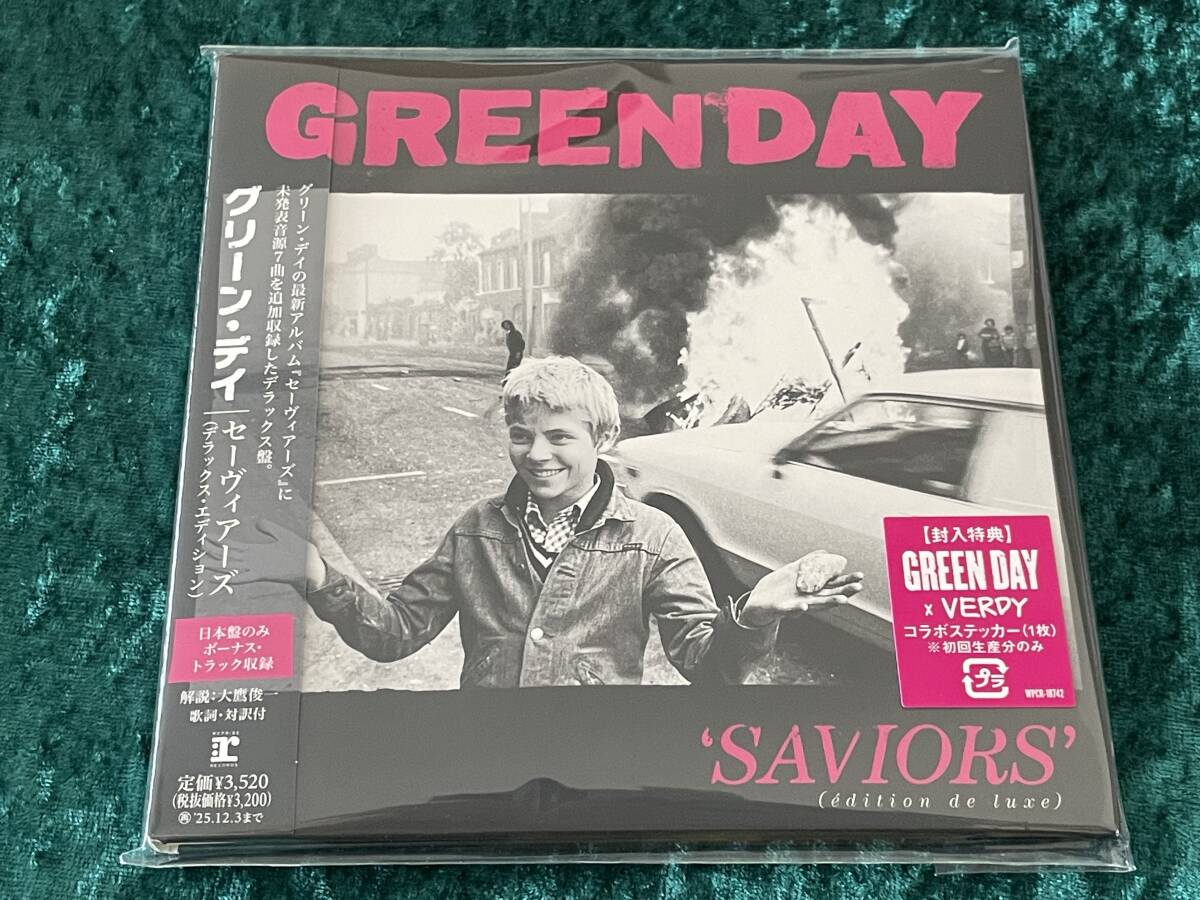 GREEN DAY
グリーン・デイ
セーヴィアーズ
(デラックス・エディション)
グリーン・デイの最新アルバム『セーヴィアーズ』に
未発表音源7曲を追加収録したデラックス盤。
日本盤のみ
ボーナス・
トラック収録
解説:大鷹俊一
歌詞・対訳付
REPRISE
r
RECORDS
定価¥3,520
(税抜価格¥3,200)
再 '25.12.3まで
【封入特典】
GREEN DAY
x VERDY
コラボステッカー(1枚)
※初回生産分のみ
プラ
WPCR-18742
'SAVIORS'
(édition de luxe)